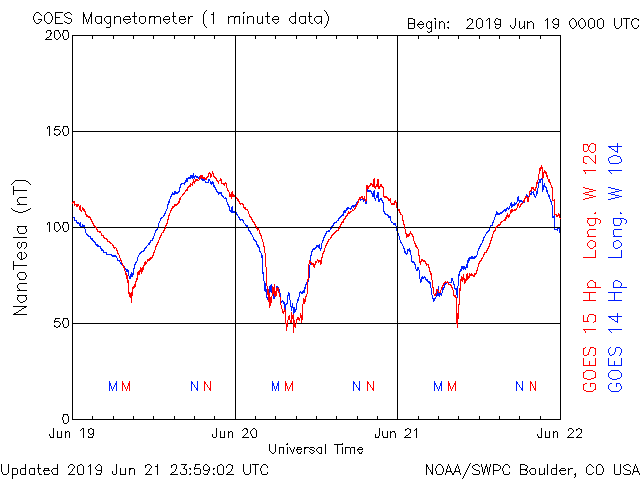 GOES Magnetometer (1 minute data)
Begin: 2019 Jun 19 0000 UTC
200
150
100
50
0
NanoTesla (nT)
M M N N M M N N M M N N
Jun 19 Jun 20 Jun 21 Jun 22
Universal Time
GOES 15 Hp Long. W 128
GOES 14 Hp Long. W 104
Updated 2019 Jun 21 23:59:02 UTC
NOAA/SWPC Boulder, CO USA